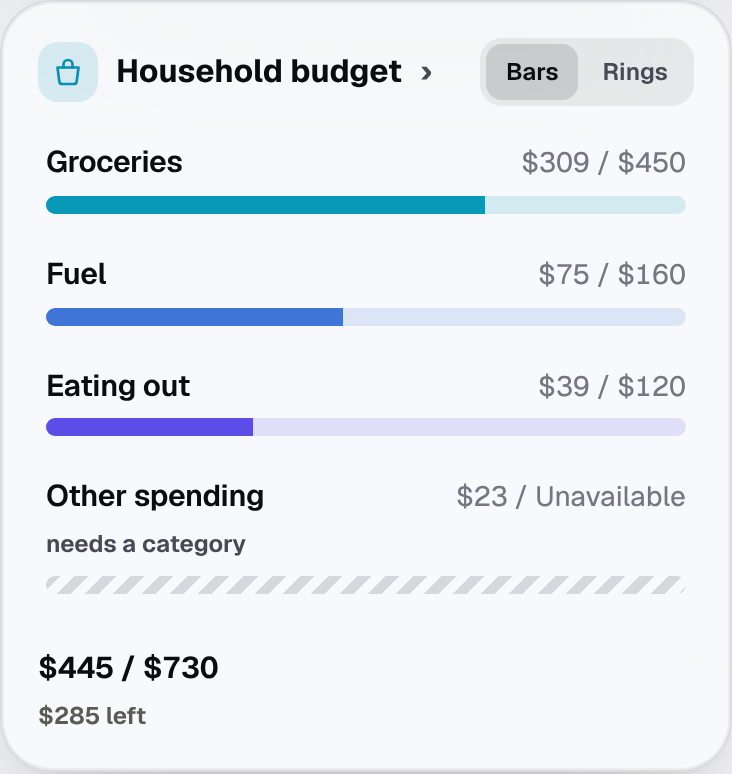 Household budget ›
Bars Rings
Groceries $309 / $450
Fuel $75 / $160
Eating out $39 / $120
Other spending $23 / Unavailable
needs a category
$445 / $730
$285 left